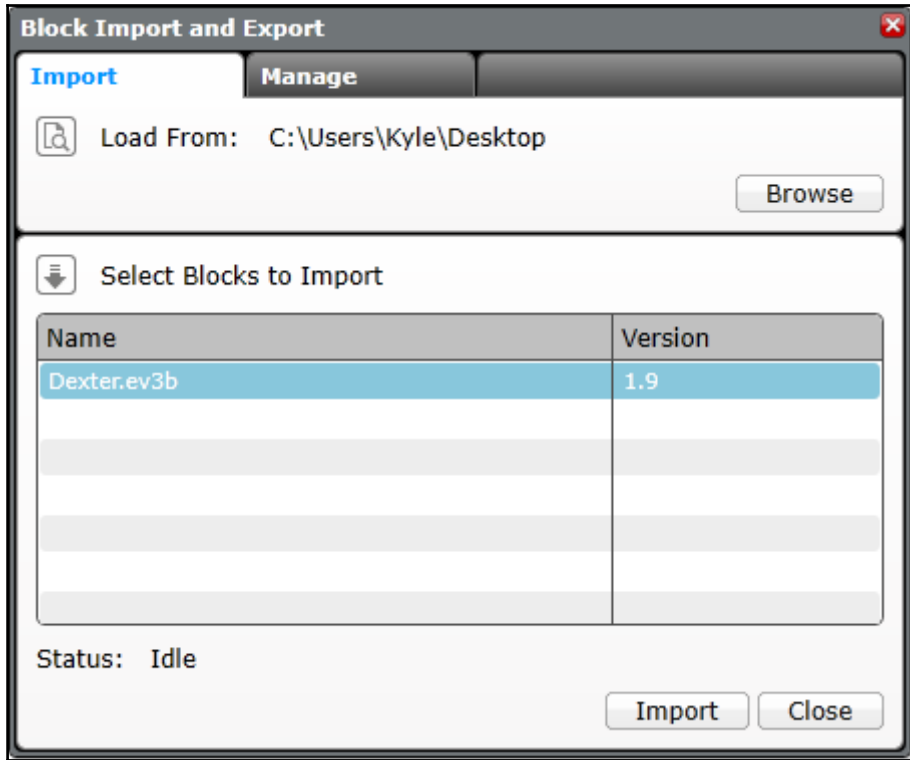 Block Import and Export
Import Manage
Load From: C:\Users\Kyle\Desktop
Browse
Select Blocks to Import
Name Version
Dexter.ev3b 1.9
Status: Idle
Import Close